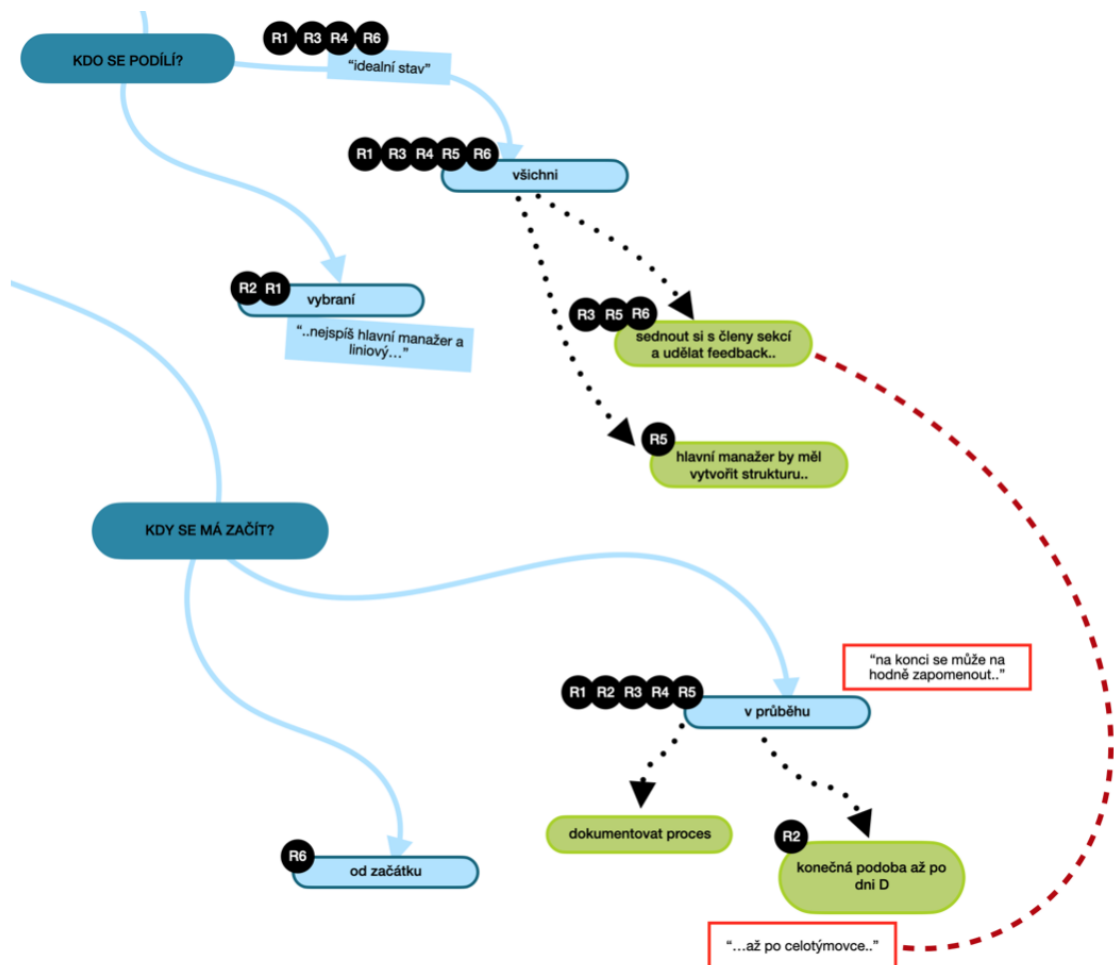 KDO SE PODÍLÍ?
R1 R3 R4 R6
“idealní stav”
R1 R3 R4 R5 R6
všichni
R2 R1
vybraní
“..nejspíš hlavní manažer a
liniový…”
R3 R5 R6
sednout si s členy sekcí
a udělat feedback..
R5
hlavní manažer by měl
vytvořit strukturu..
KDY SE MÁ ZAČÍT?
“na konci se může na
hodně zapomenout..”
R1 R2 R3 R4 R5
v průběhu
dokumentovat proces
R2
konečná podoba až po
dni D
R6
od začátku
“…až po celotýmovce..”